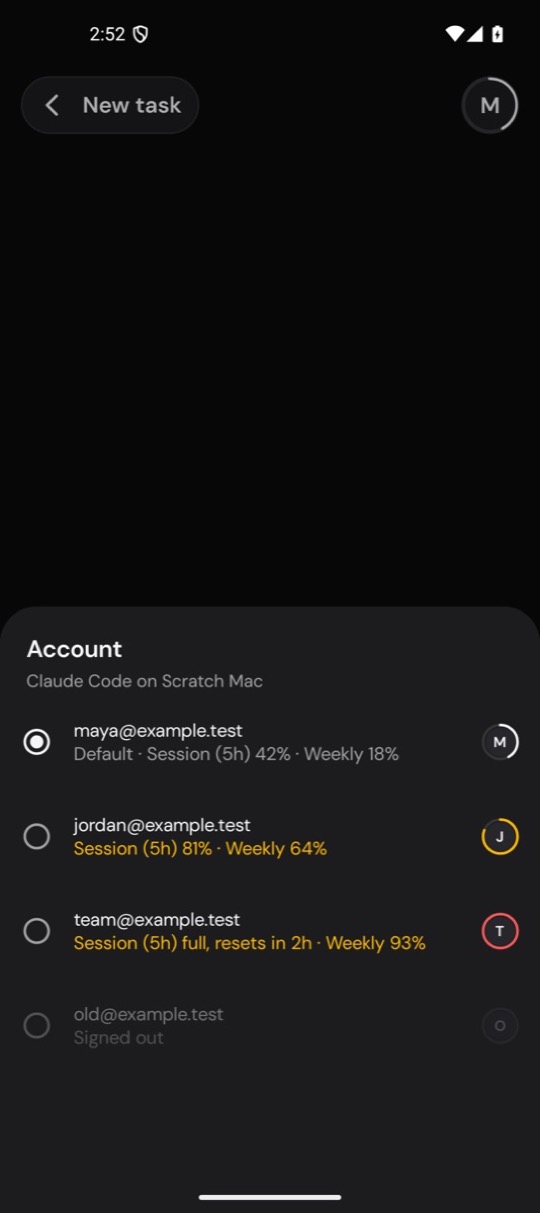 2:52
New task
M
Account
Claude Code on Scratch Mac
maya@example.test
Default · Session (5h) 42% · Weekly 18%
M
jordan@example.test
Session (5h) 81% · Weekly 64%
J
team@example.test
Session (5h) full, resets in 2h · Weekly 93%
T
old@example.test
Signed out
O